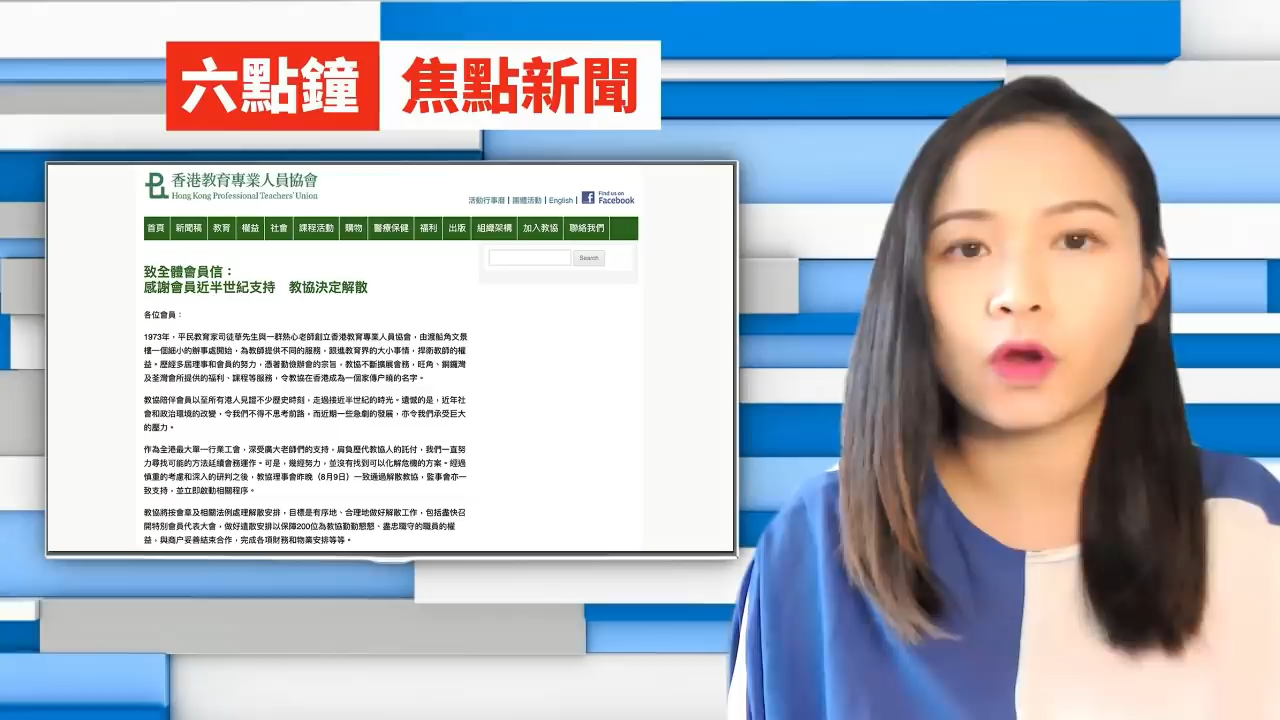 六點鐘 焦點新聞
香港教育專業人員協會
Hong Kong Professional Teachers' Union
活動行事曆 | 團體活動 | English | Find us on Facebook
首頁 新聞稿 教育 權益 社會 課程活動 購物 醫療保健 福利 出版 組織架構 加入教協 聯絡我們
Search
致全體會員信：
感謝會員近半世紀支持 教協決定解散
各位會員：
1973年，平民教育家司徒華先生與一群熱心老師創立香港教育專業人員協會，由渡船角文景
樓一個細小的辦事處開始，為教師提供不同的服務，跟進教育界的大小事情，捍衛教師的權
益。歷經多屆理事和會員的努力，憑著勤儉辦會的宗旨，教協不斷擴展會務，旺角、銅鑼灣
及荃灣會所提供的福利、課程等服務，令教協在香港成為一個家傳户曉的名字。
教協陪伴會員以至所有港人見證不少歷史時刻，走過接近半世紀的時光。遺憾的是，近年社
會和政治環境的改變，令我們不得不思考前路，而近期一些急劇的發展，亦令我們承受巨大
的壓力。
作為全港最大單一行業工會，深受廣大老師們的支持，肩負歷代教協人的託付，我們一直努
力尋找可能的方法延續會務運作。可是，幾經努力，並沒有找到可以化解危機的方案。經過
慎重的考慮和深入的研判之後，教協理事會昨晚（8月9日）一致通過解散教協，監事會亦一
致支持，並立即啟動相關程序。
教協將按會章及相關法例處理解散安排，目標是有序地、合理地做好解散工作，包括盡快召
開特別會員代表大會，做好遣散安排以保障200位為教協勤勤懇懇、盡忠職守的職員的權
益，與商户妥善結束合作，完成各項財務和物業安排等等。